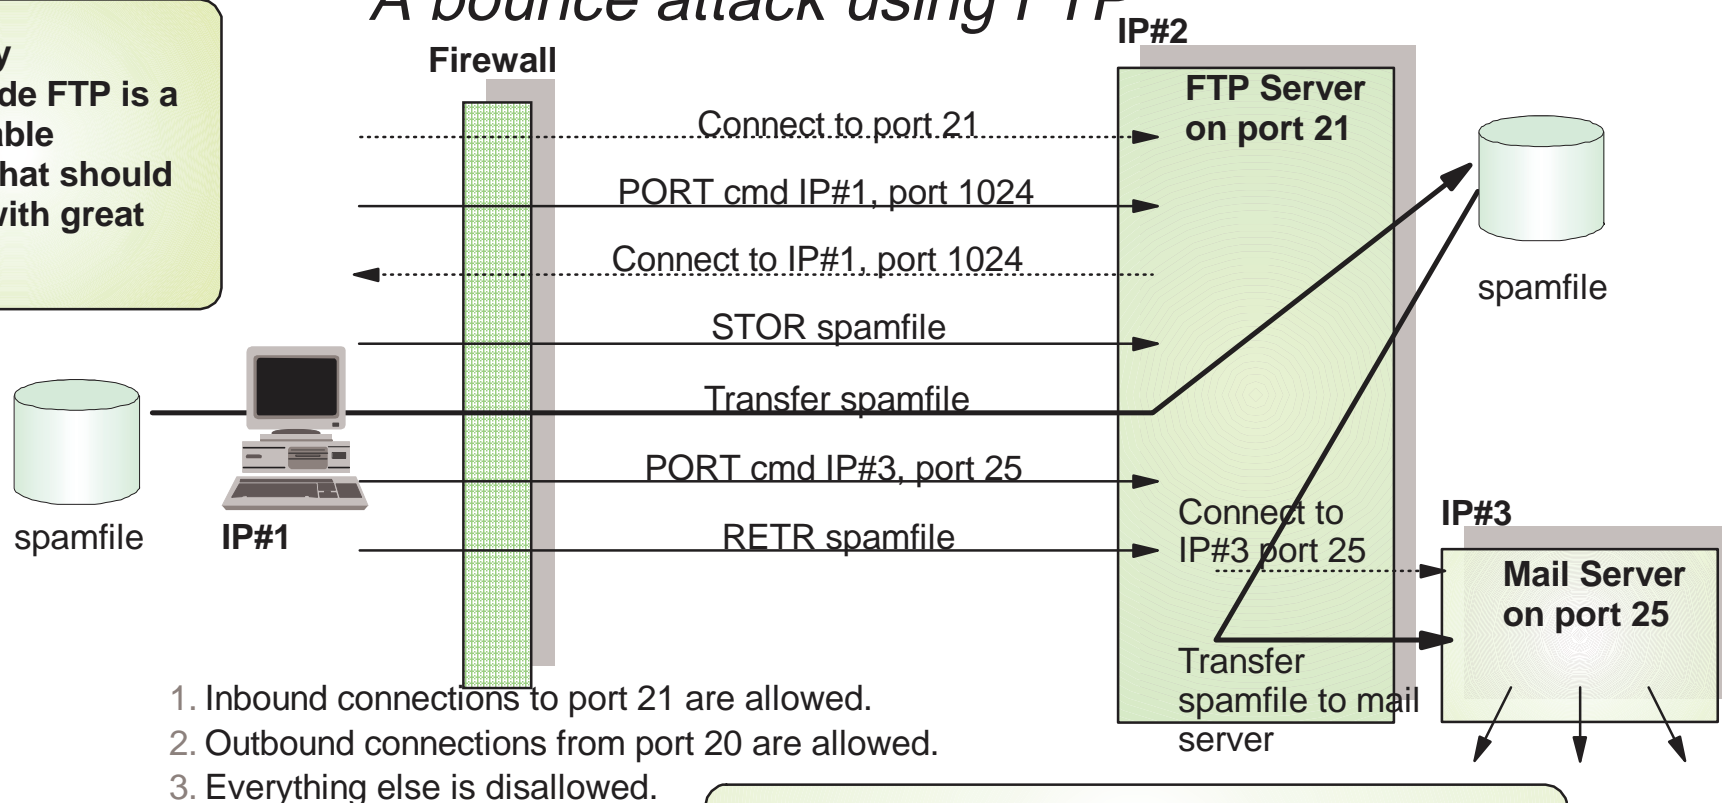 A bounce attack using FTP
y
de FTP is a
able
hat should
with great
Firewall
IP#2
FTP Server
on port 21
Connect to port 21
PORT cmd IP#1, port 1024
Connect to IP#1, port 1024
STOR spamfile
Transfer spamfile
PORT cmd IP#3, port 25
RETR spamfile
spamfile
spamfile
IP#1
Connect to
IP#3 port 25
IP#3
Mail Server
on port 25
Transfer
spamfile to mail
server
1. Inbound connections to port 21 are allowed.
2. Outbound connections from port 20 are allowed.
3. Everything else is disallowed.